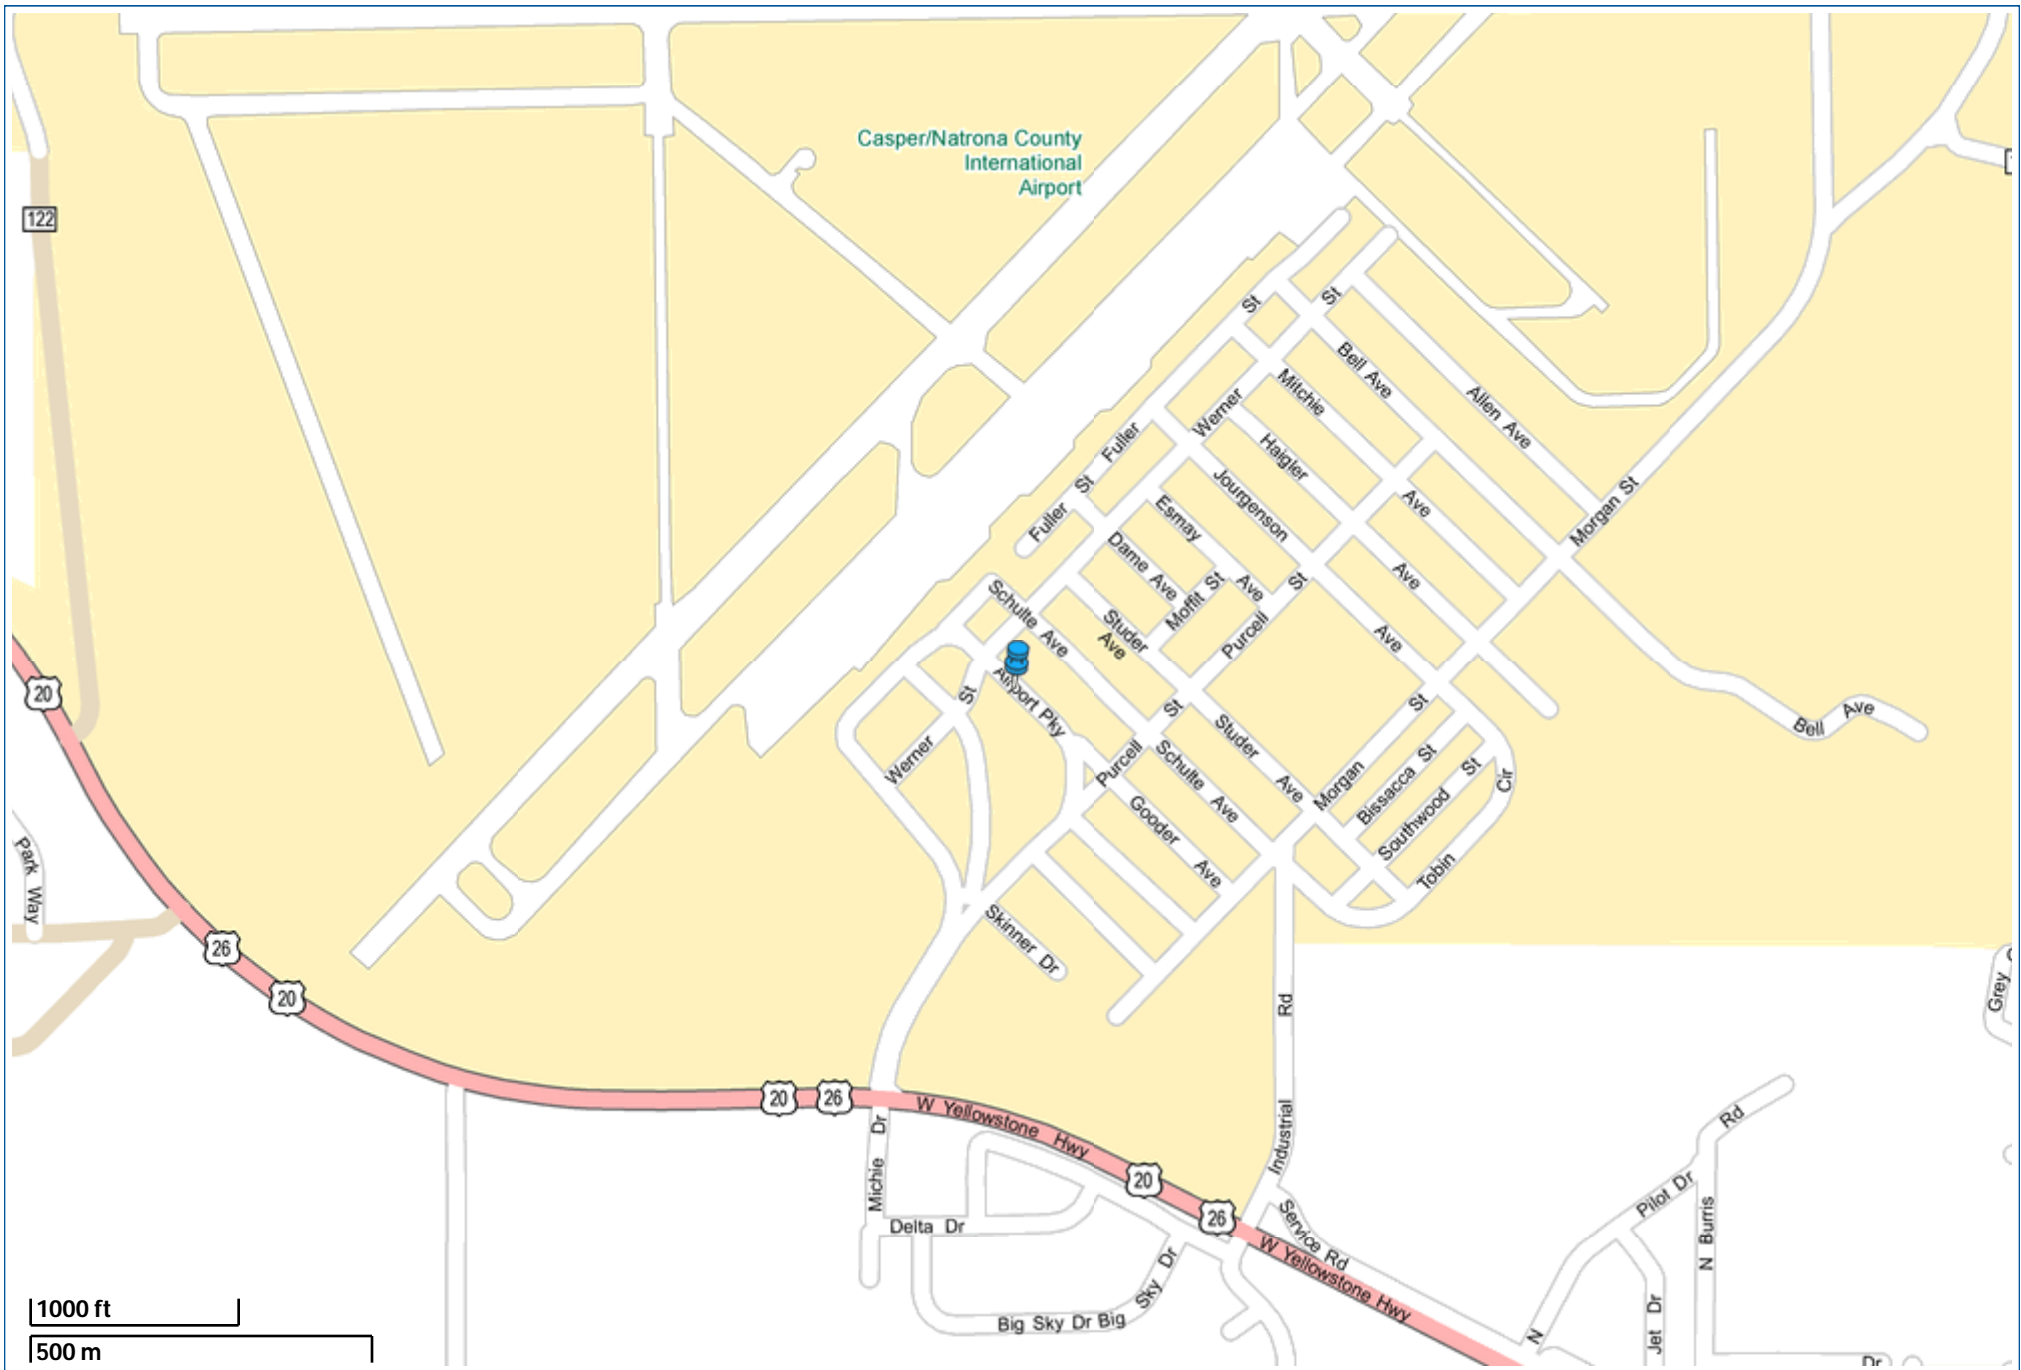 Casper/Natrona County
International
Airport
122
St
St
Bell Ave
Mitchie
Allen Ave
Werner
Fuller
Haigler
St
Jourgenson
Ave
Morgan St
Fuller
Esmay
Dame Ave
Moffit St
Ave
St
Ave
Schulte Ave
Studer
Ave
Purcell
Ave
Airport Pky
St
20
St
Studer
Ave
St
Bell Ave
Werner
Purcell
Schulte Ave
Gooder
Ave
Morgan
Bissacca St
Southwood St
Cir
Tobin
Park Way
Skinner Dr
26
20
Rd
Grey
20
26
W Yellowstone Hwy
Michie Dr
Industrial
Rd
20
26
Pilot Dr
N Burris
Delta Dr
Service Rd
W Yellowstone Hwy
Sky Dr
Big Sky Dr Big
Jet Dr
N
Dr
1000 ft
500 m